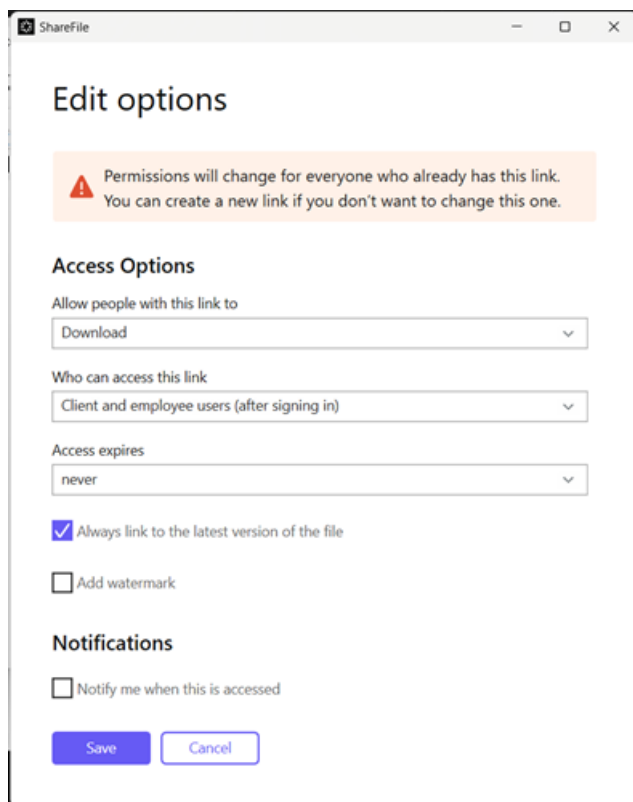 ShareFile
Edit options
Permissions will change for everyone who already has this link.
You can create a new link if you don't want to change this one.
Access Options
Allow people with this link to
Download
Who can access this link
Client and employee users (after signing in)
Access expires
never
Always link to the latest version of the file
Add watermark
Notifications
Notify me when this is accessed
Save
Cancel